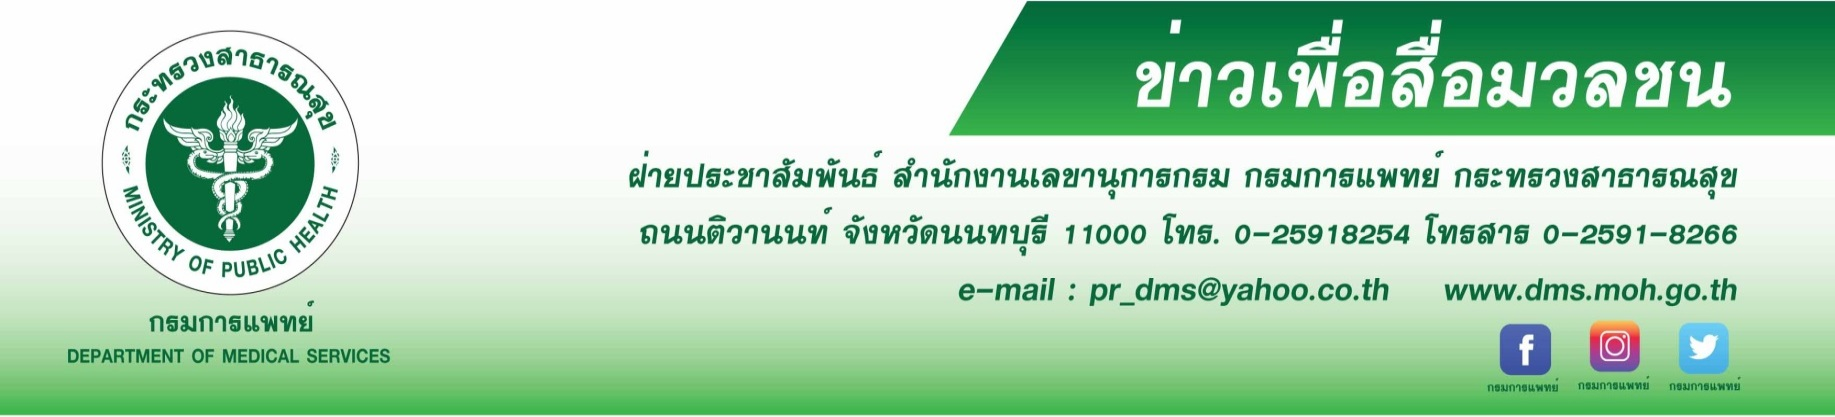 กระทรวงสาธารณสุข
MINISTRY OF PUBLIC HEALTH
กรมการแพทย์
DEPARTMENT OF MEDICAL SERVICES
ข่าวเพื่อสื่อมวลชน
ฝ่ายประชาสัมพันธ์ สำนักงานเลขานุการกรม กรมการแพทย์ กระทรวงสาธารณสุข
ถนนติวานนท์ จังหวัดนนทบุรี 11000 โทร. 0-25918254 โทรสาร 0-2591-8266
e-mail : pr_dms@yahoo.co.th www.dms.moh.go.th
กรมการแพทย์ กรมการแพทย์ กรมการแพทย์